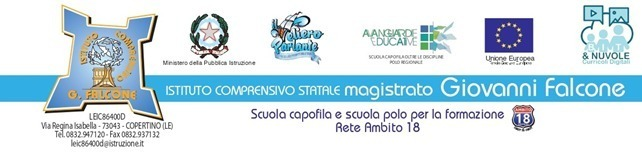 ISTITUTO COMPRENSIVO
G. FALCONE
Ministero della Pubblica Istruzione
il Veliero
Parlante
AVANGUARDIE
EDUCATIVE
SCUOLA CAPOFILA OLTRE LE DISCIPLINE
POLO REGIONALE
Unione Europea
& NUVOLE
Curricoli Digitali
ISTITUTO COMPRENSIVO STATALE magistrato Giovanni Falcone
LEIC86400D
Via Regina Isabella - 73043 - COPERTINO (LE)
Tel. 0832.947120 - Fax 0832.937132
leic86400d@istruzione.it
Scuola capofila e scuola polo per la formazione
Rete Ambito 18
18